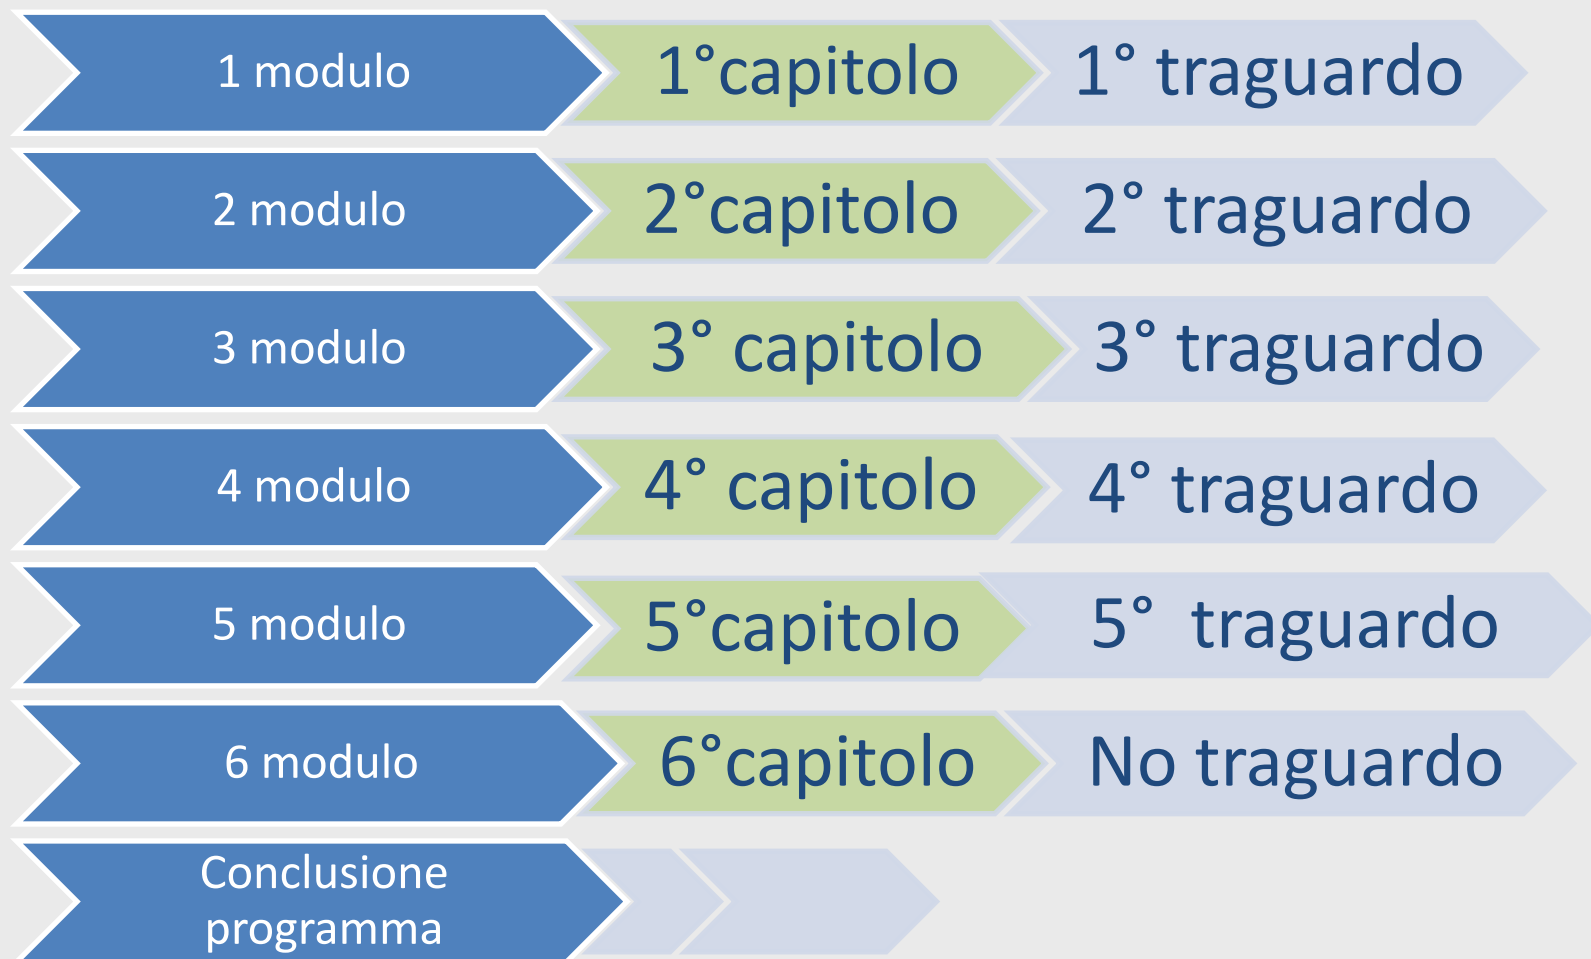 1 modulo
1°capitolo
1° traguardo
2 modulo
2°capitolo
2° traguardo
3 modulo
3° capitolo
3° traguardo
4 modulo
4° capitolo
4° traguardo
5 modulo
5°capitolo
5°  traguardo
6 modulo
6°capitolo
No traguardo
Conclusione
programma